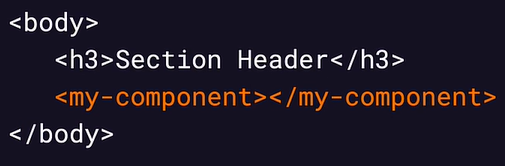 <body>
<h3>Section Header</h3>
<my-component></my-component>
</body>